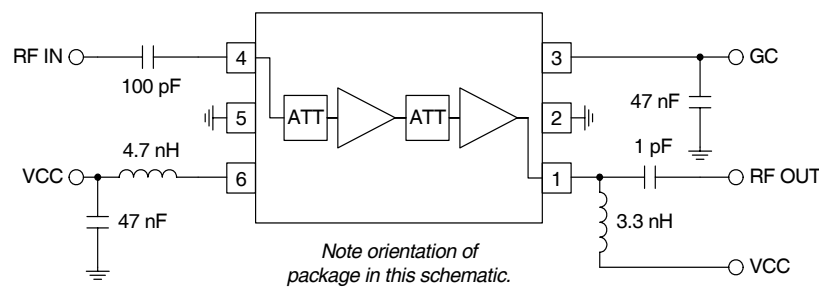 RF IN
100 pF
4
3
GC
47 nF
5
ATT
ATT
2
4.7 nH
1 pF
VCC
6
1
RF OUT
47 nF
3.3 nH
Note orientation of
package in this schematic.
VCC